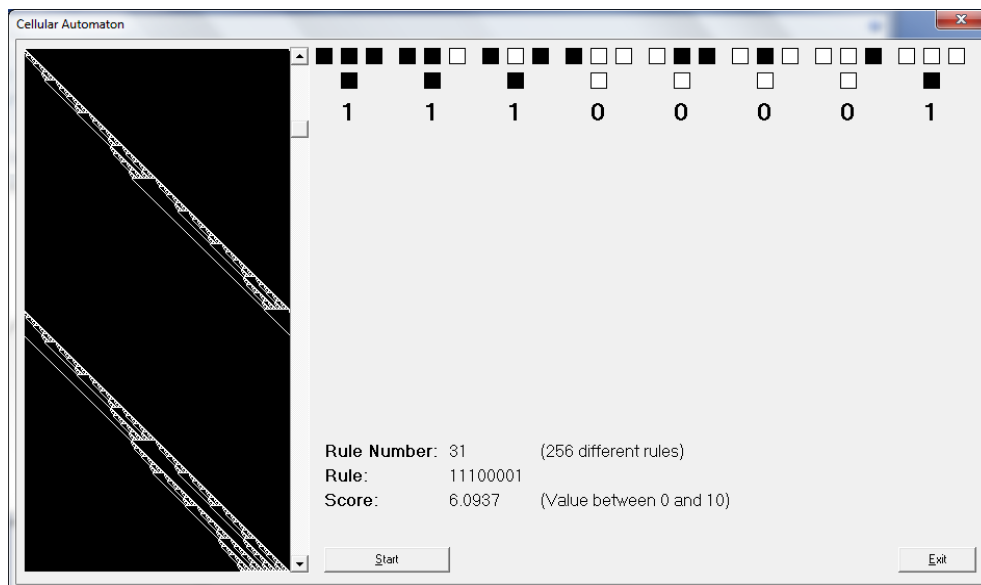 Cellular Automaton
1 1 1 0 0 0 0 1
Rule Number: 31 (256 different rules)
Rule: 11100001
Score: 6.0937 (Value between 0 and 10)
Start Exit